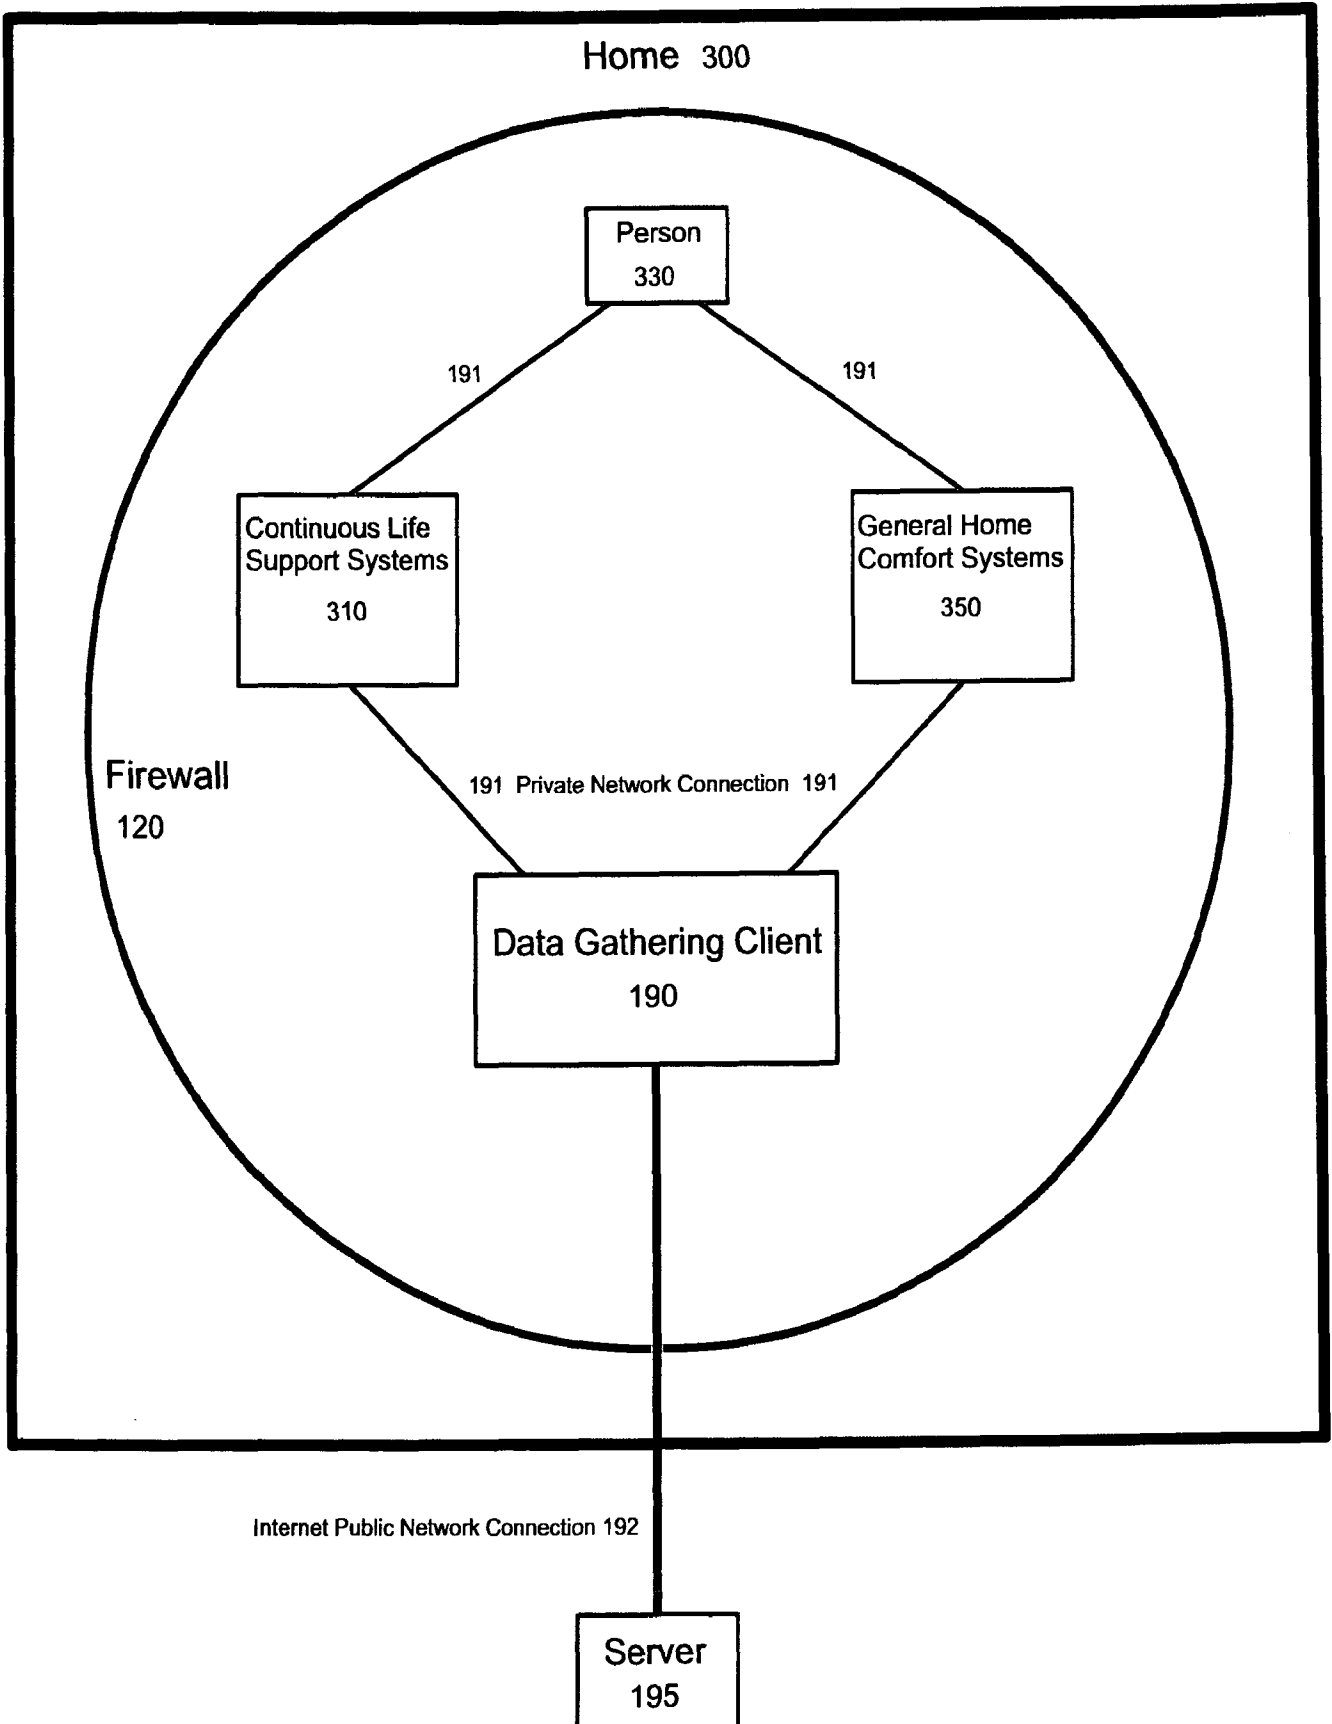 Home 300
Person
330
191
191
Continuous Life
Support Systems
310
General Home
Comfort Systems
350
Firewall
120
191 Private Network Connection 191
Data Gathering Client
190
Internet Public Network Connection 192
Server
195